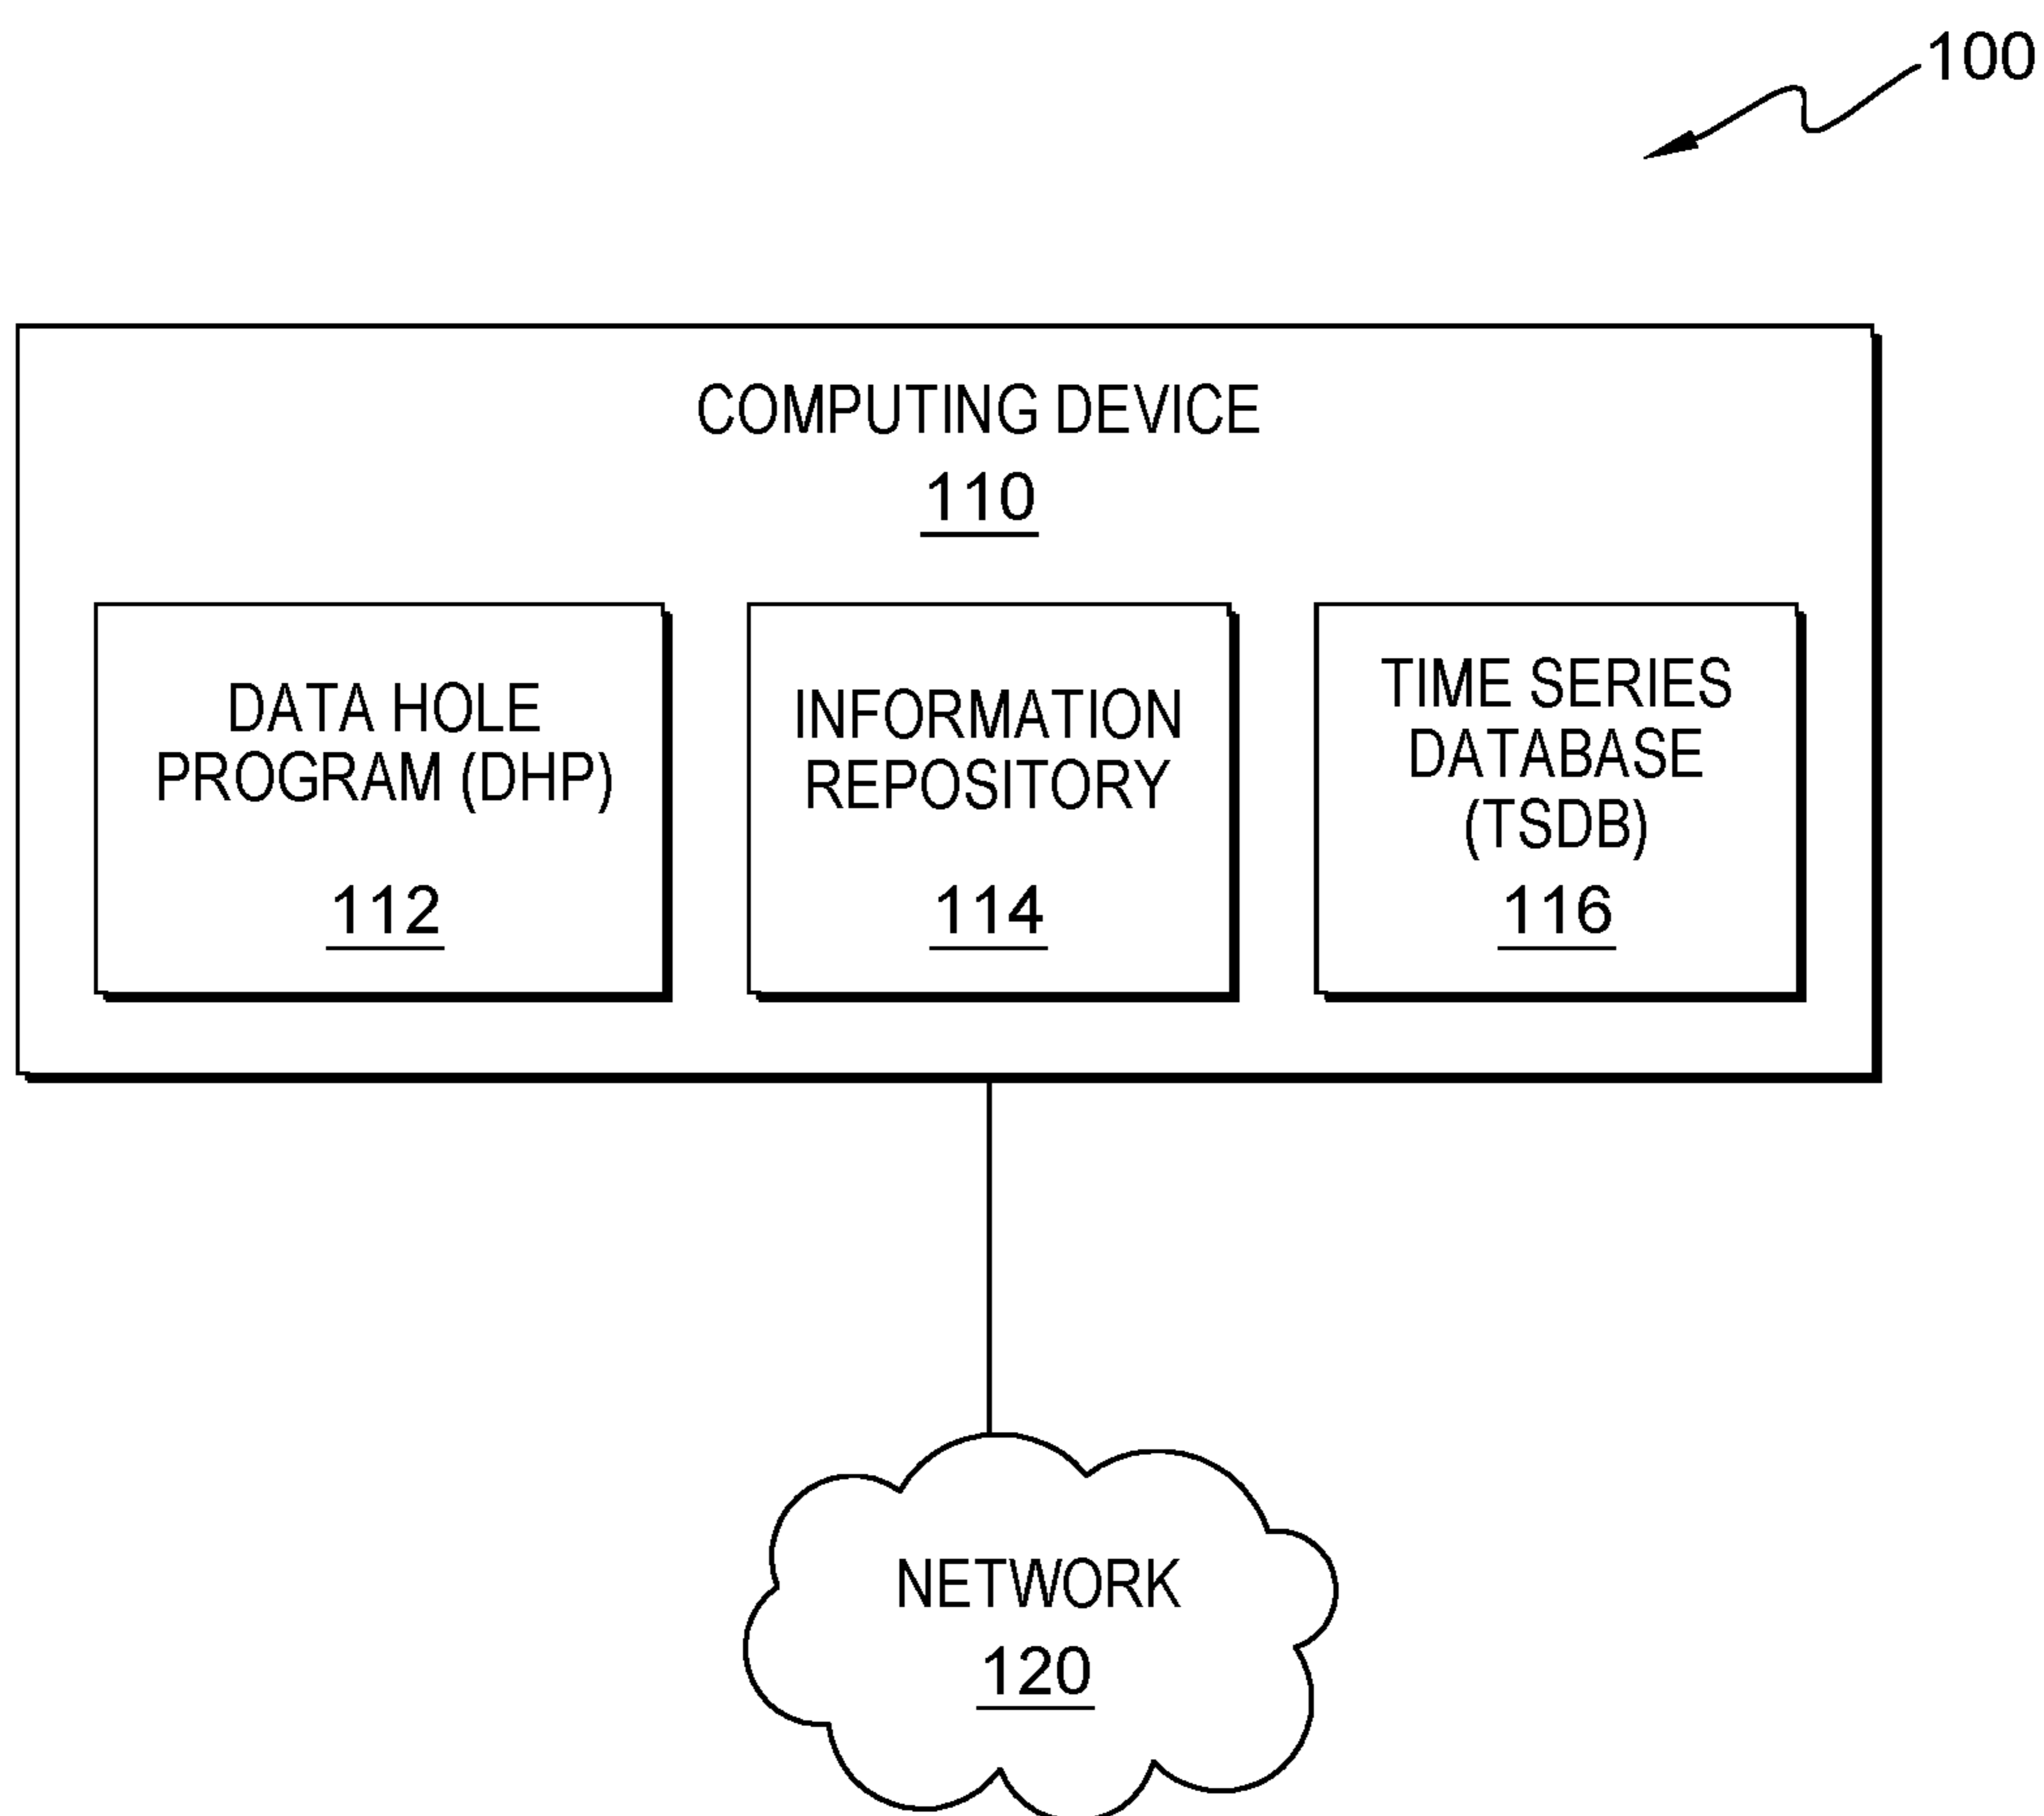 100
COMPUTING DEVICE
110
DATA HOLE
PROGRAM (DHP)
112
INFORMATION
REPOSITORY
114
TIME SERIES
DATABASE
(TSDB)
116
NETWORK
120